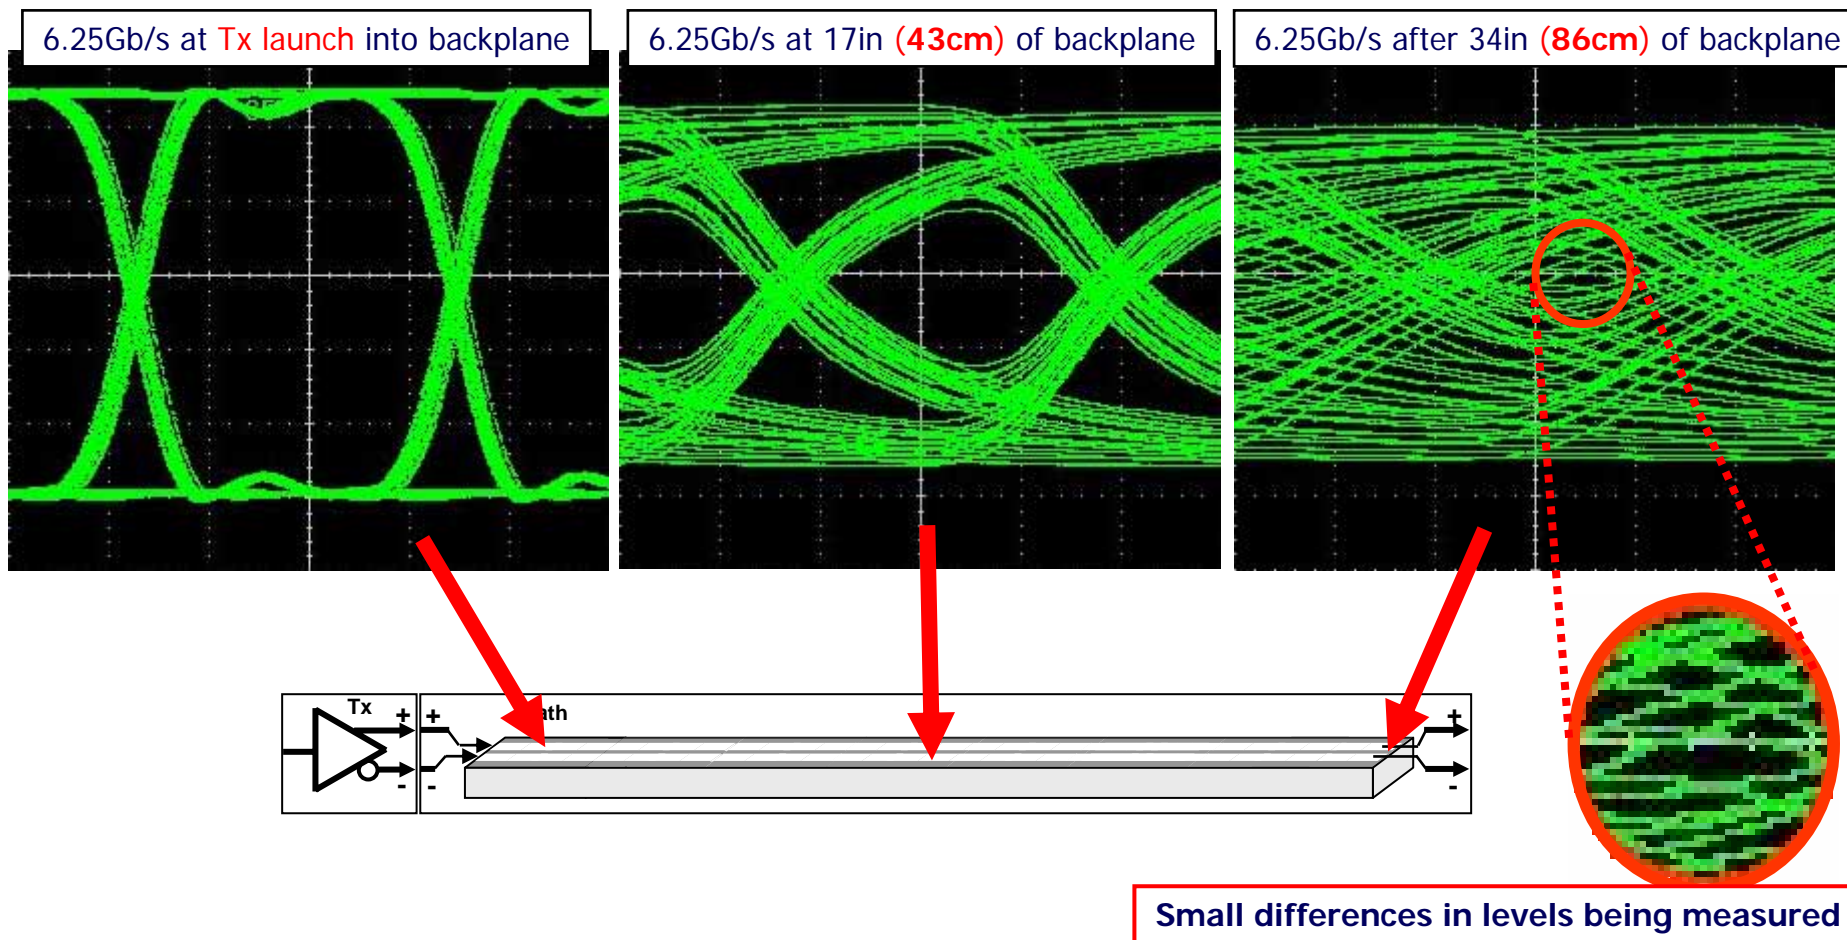 6.25Gb/s at Tx launch into backplane
6.25Gb/s at 17in (43cm) of backplane
6.25Gb/s after 34in (86cm) of backplane
Tx
+
+
ath
+
-
-
-
Small differences in levels being measured